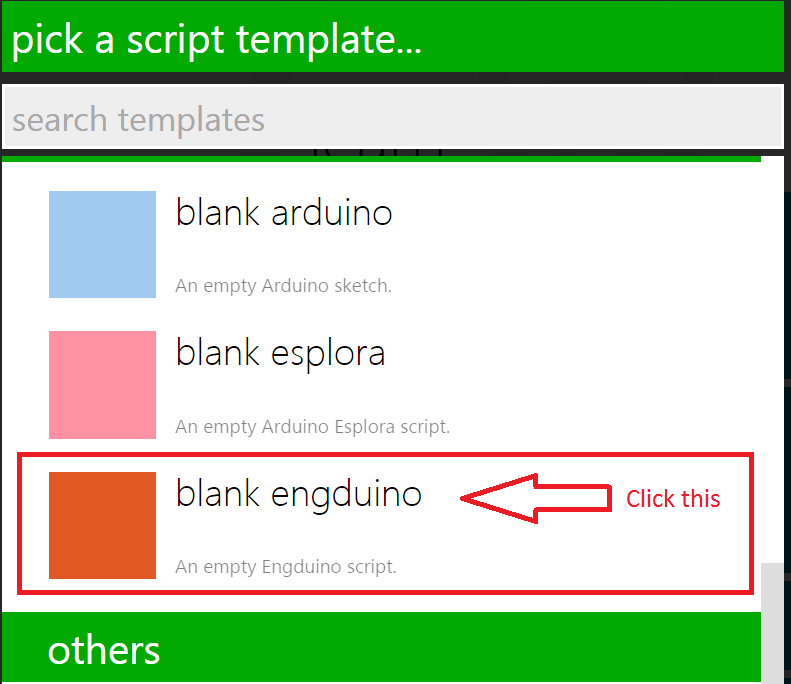 pick a script template...
search templates
blank arduino
An empty Arduino sketch.
blank esplora
An empty Arduino Esplora script.
blank engduino
Click this
An empty Engduino script.
others